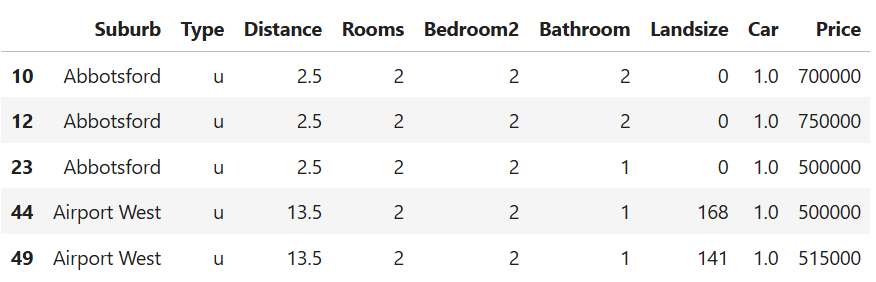 Suburb Type Distance Rooms Bedroom2 Bathroom Landsize Car Price
10 Abbotsford u 2.5 2 2 2 0 1.0 700000
12 Abbotsford u 2.5 2 2 2 0 1.0 750000
23 Abbotsford u 2.5 2 2 1 0 1.0 500000
44 Airport West u 13.5 2 2 1 168 1.0 500000
49 Airport West u 13.5 2 2 1 141 1.0 515000